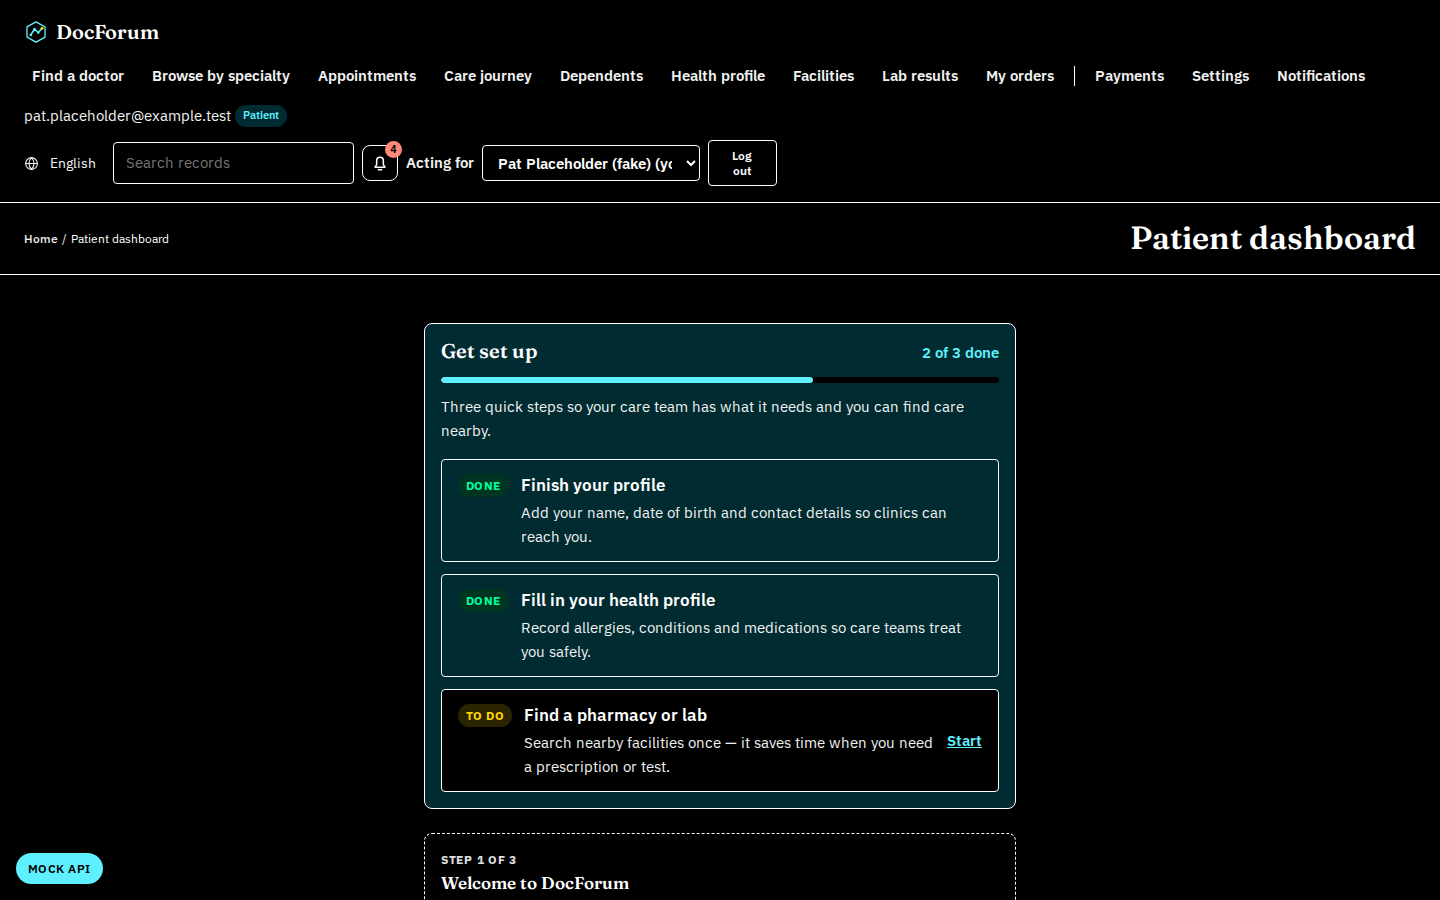 DocForum
Find a doctor Browse by specialty Appointments Care journey Dependents Health profile Facilities Lab results My orders Payments Settings Notifications
pat.placeholder@example.test Patient
English Search records 4 Acting for Pat Placeholder (fake) (yo Log
out
Home / Patient dashboard Patient dashboard
Get set up 2 of 3 done
Three quick steps so your care team has what it needs and you can find care
nearby.
DONE Finish your profile
Add your name, date of birth and contact details so clinics can
reach you.
DONE Fill in your health profile
Record allergies, conditions and medications so care teams treat
you safely.
TO DO Find a pharmacy or lab
Search nearby facilities once — it saves time when you need Start
a prescription or test.
STEP 1 OF 3
Welcome to DocForum
MOCK API